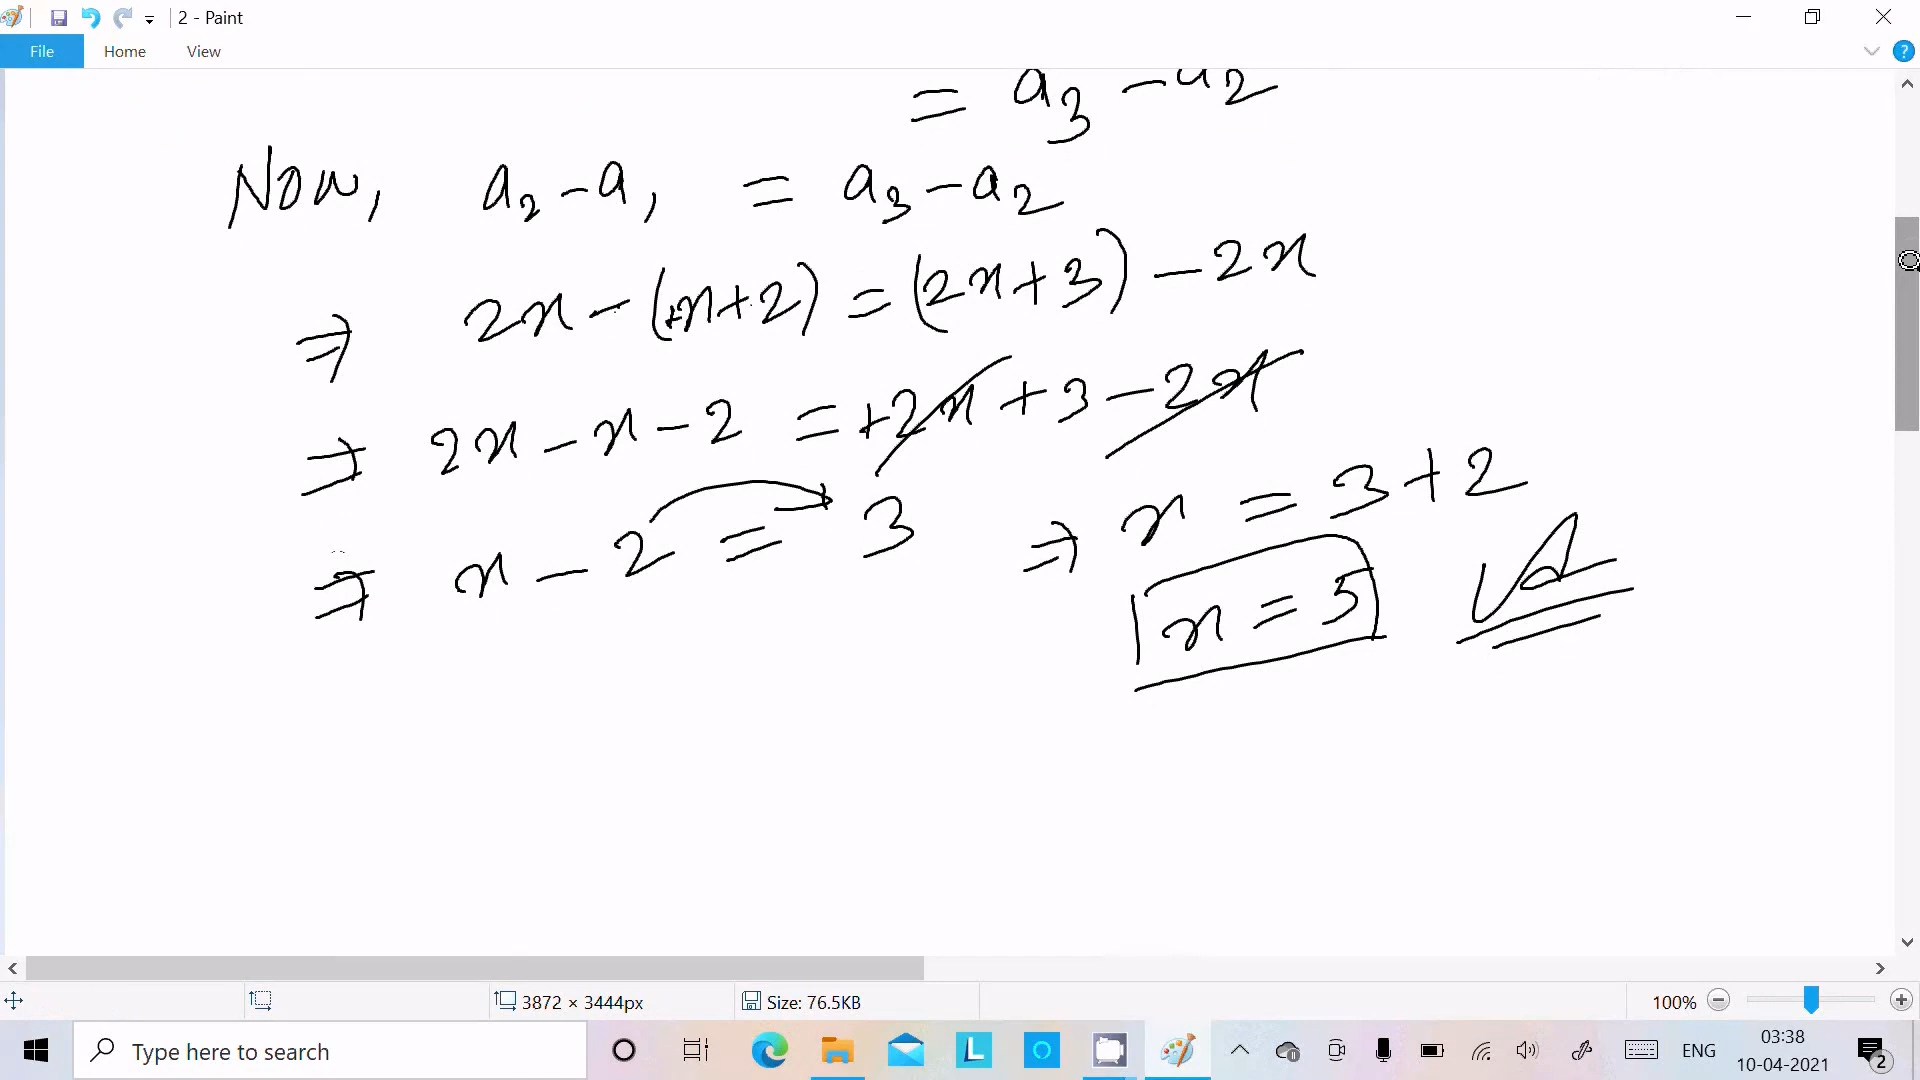 2 - Paint
File Home View
= a₃ - a₂
Now, a₂ - a₁ = a₃ - a₂
⇒ 2x - (+x+2) = (2x+3) - 2x
⇒ 2x - x - 2 = +2x + 3 - 2x
⇒ x - 2 = 3 ⇒ x = 3 + 2
x = 5
3872 × 3444px Size: 76.5KB 100%
Type here to search
L
ENG 03:38
10-04-2021
2